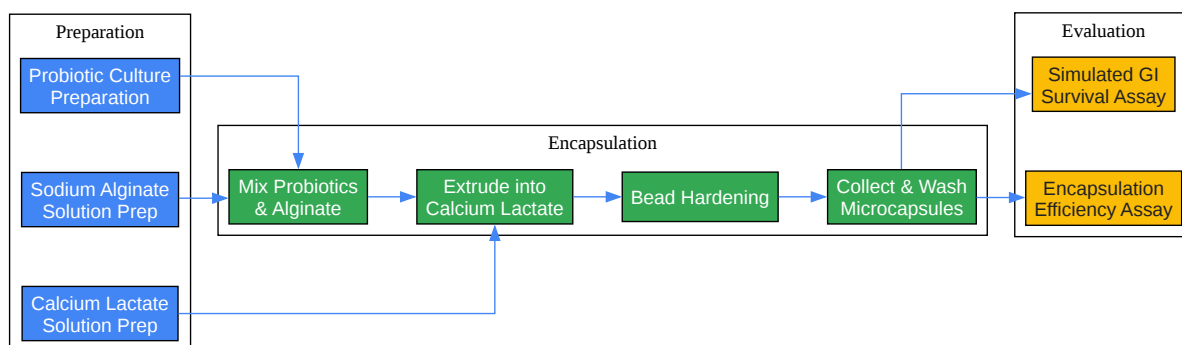 Preparation
Probiotic Culture
Preparation
Sodium Alginate
Solution Prep
Calcium Lactate
Solution Prep
Encapsulation
Mix Probiotics
& Alginate
Extrude into
Calcium Lactate
Bead Hardening
Collect & Wash
Microcapsules
Evaluation
Simulated GI
Survival Assay
Encapsulation
Efficiency Assay